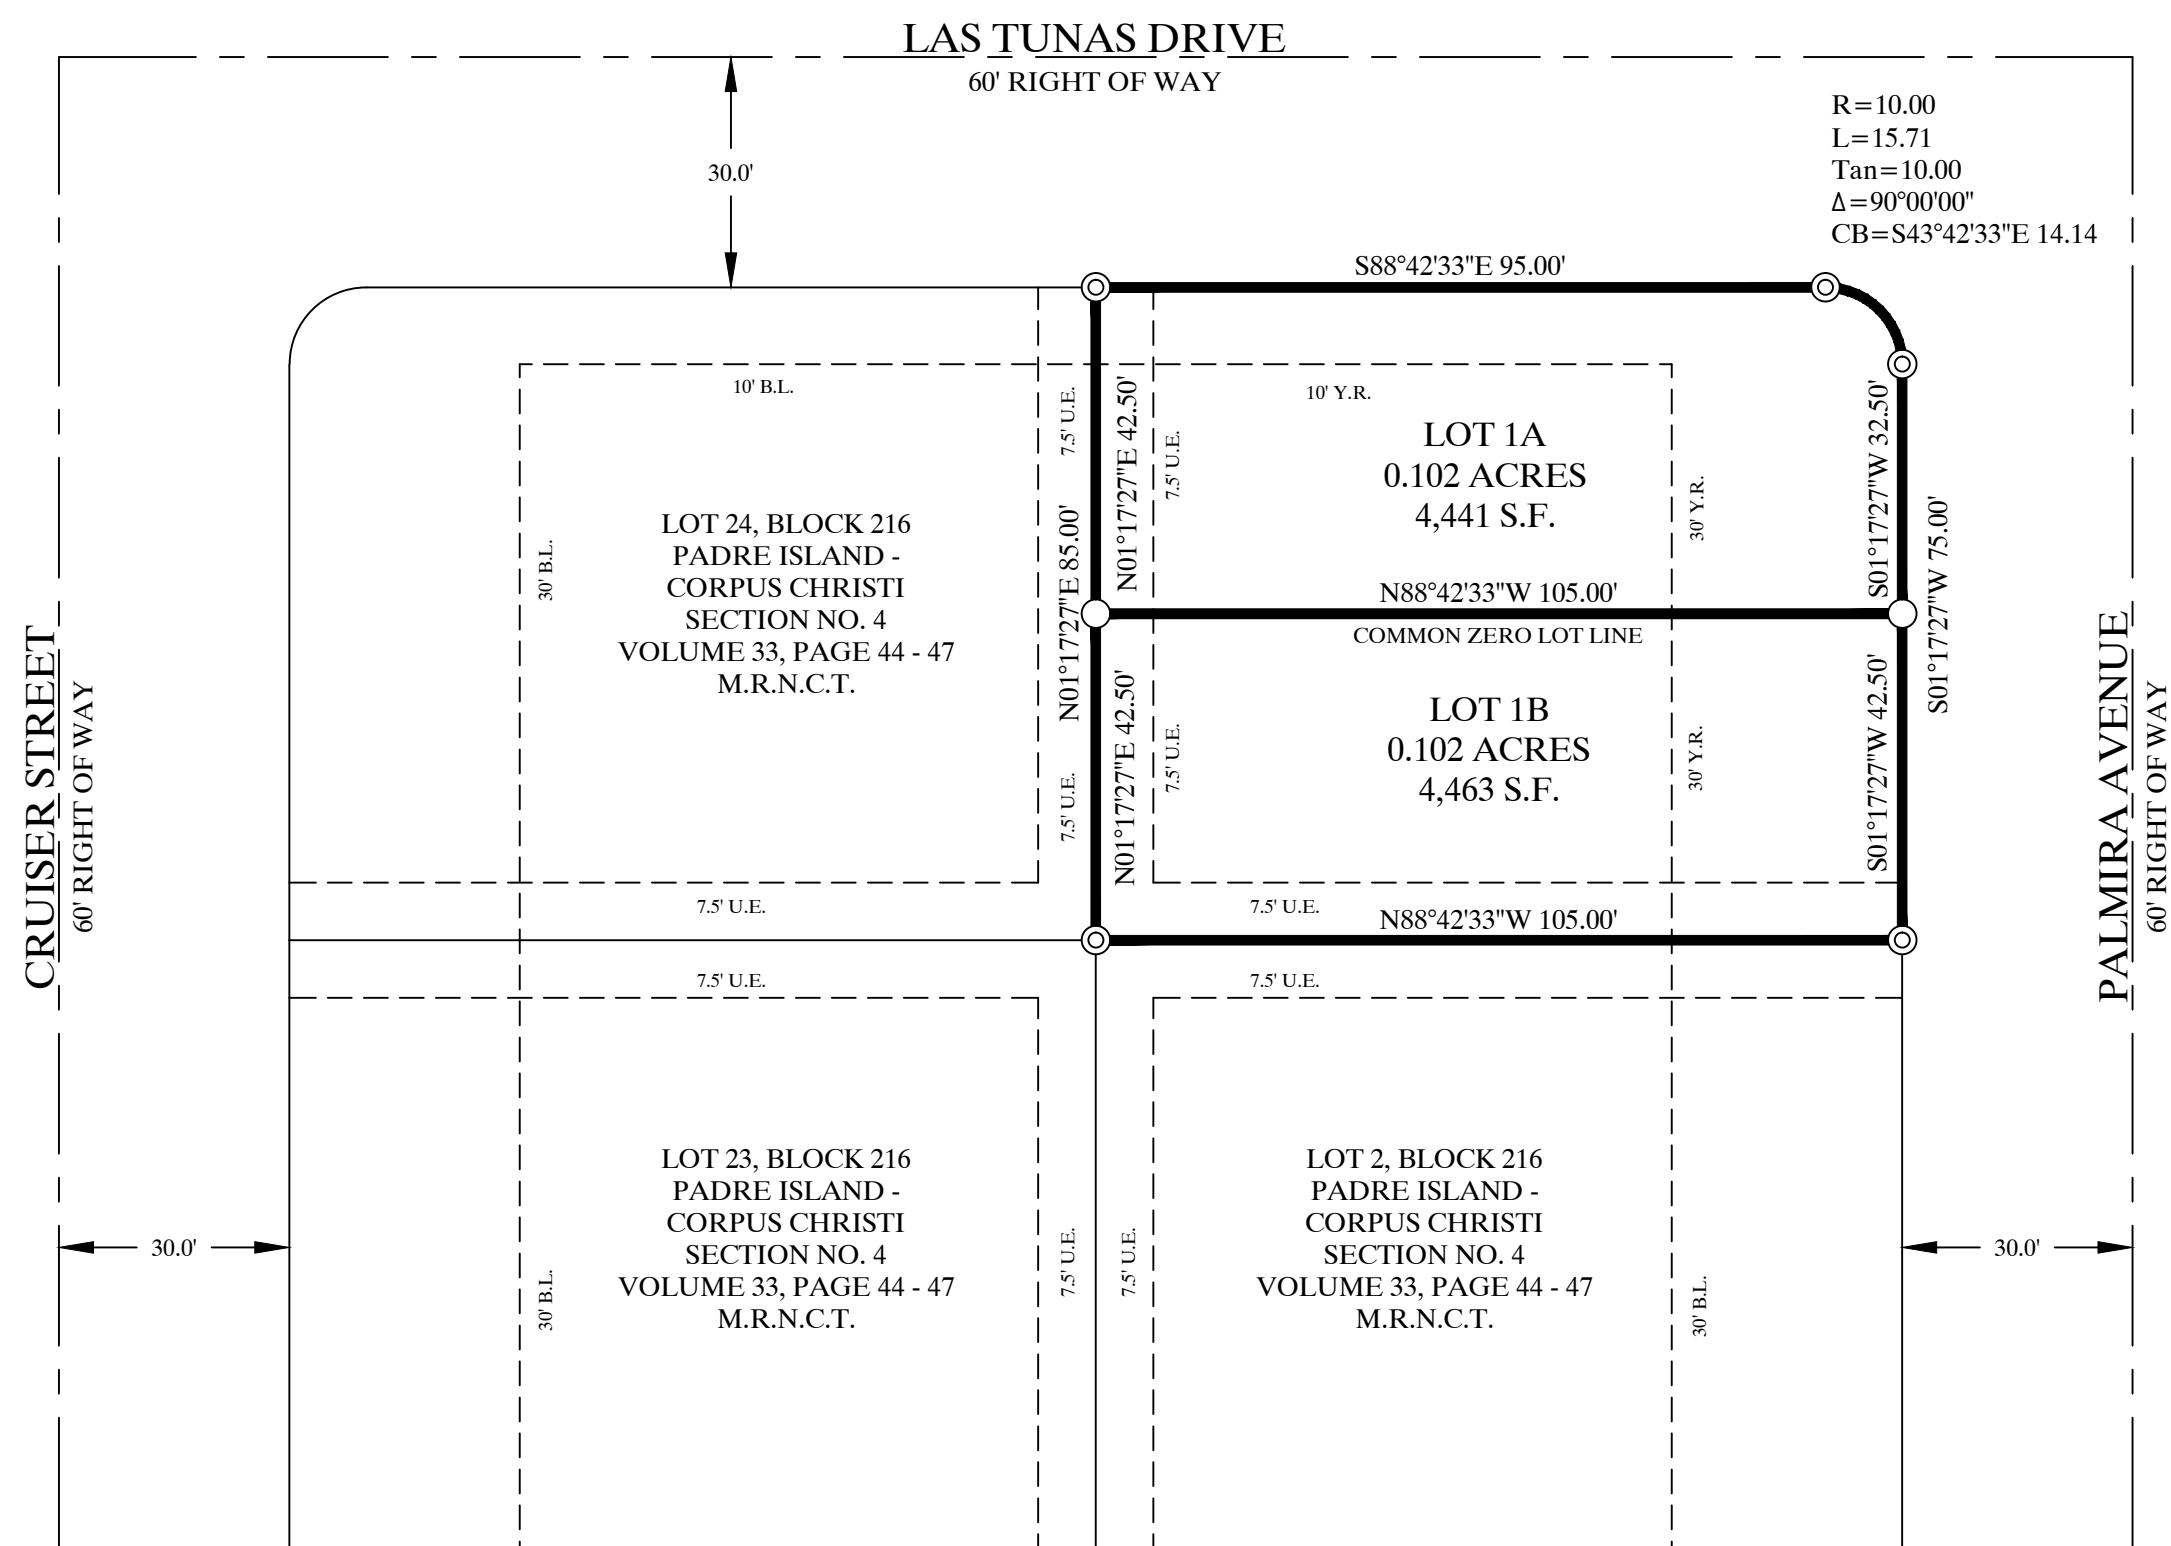 LAS TUNAS DRIVE
60' RIGHT OF WAY
R=10.00
L=15.71
Tan=10.00
Δ=90°00'00"
CB=S43°42'33"E 14.14
30.0'
S88°42'33"E 95.00'
10' B.L.
10' Y.R.
7.5' U.E.
N01°17'27"E 42.50'
7.5' U.E.
LOT 1A
0.102 ACRES
4,441 S.F.
30' Y.R.
S01°17'27"W 32.50'
S01°17'27"W 75.00'
LOT 24, BLOCK 216
PADRE ISLAND -
CORPUS CHRISTI
SECTION NO. 4
VOLUME 33, PAGE 44 - 47
M.R.N.C.T.
30' B.L.
N01°17'27"E 85.00'
N88°42'33"W 105.00'
COMMON ZERO LOT LINE
CRUISER STREET
60' RIGHT OF WAY
PALMIRA AVENUE
60' RIGHT OF WAY
7.5' U.E.
N01°17'27"E 42.50'
7.5' U.E.
LOT 1B
0.102 ACRES
4,463 S.F.
30' Y.R.
S01°17'27"W 42.50'
7.5' U.E.
7.5' U.E.
N88°42'33"W 105.00'
7.5' U.E.
7.5' U.E.
LOT 23, BLOCK 216
PADRE ISLAND -
CORPUS CHRISTI
SECTION NO. 4
VOLUME 33, PAGE 44 - 47
M.R.N.C.T.
LOT 2, BLOCK 216
PADRE ISLAND -
CORPUS CHRISTI
SECTION NO. 4
VOLUME 33, PAGE 44 - 47
M.R.N.C.T.
30.0'
30' B.L.
7.5' U.E.
7.5' U.E.
30' B.L.
30.0'